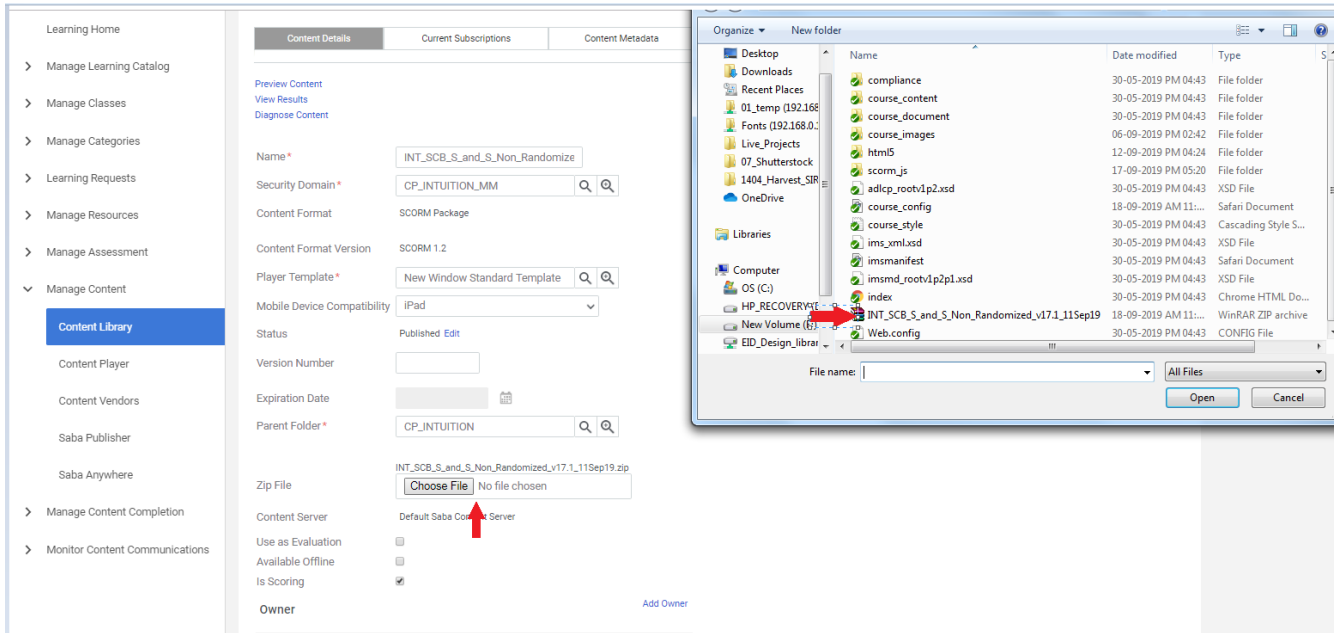 Learning Home
Manage Learning Catalog
Manage Classes
Manage Categories
Learning Requests
Manage Resources
Manage Assessment
Manage Content
Content Library
Content Player
Content Vendors
Saba Publisher
Saba Anywhere
Manage Content Completion
Monitor Content Communications
Content Details Current Subscriptions Content Metadata
Preview Content
View Results
Diagnose Content
Name* INT_SCB_S_and_S_Non_Randomize
Security Domain* CP_INTUITION_MM
Content Format SCORM Package
Content Format Version SCORM 1.2
Player Template* New Window Standard Template
Mobile Device Compatibility iPad
Status Published Edit
Version Number
Expiration Date
Parent Folder* CP_INTUITION
INT_SCB_S_and_S_Non_Randomized_v17.1_11Sep19.zip
Zip File Choose File No file chosen
Content Server Default Saba Server
Use as Evaluation
Available Offline
Is Scoring
Owner Add Owner
Organize New folder
Desktop
Downloads
Recent Places
01_temp (192.168
Fonts (192.168.0.
Live_Projects
07_Shutterstock
1404_Harvest_SIR
OneDrive
Libraries
Computer
OS (C:)
HP_RECOVERY
New Volume
EID_Design_librar
Name Date modified Type S
compliance 30-05-2019 PM 04:43 File folder
course_content 30-05-2019 PM 04:43 File folder
course_document 30-05-2019 PM 04:43 File folder
course_images 06-09-2019 PM 02:42 File folder
html5 12-09-2019 PM 04:24 File folder
scorm_js 17-09-2019 PM 05:20 File folder
adlcp_rootv1p2.xsd 30-05-2019 PM 04:43 XSD File
course_config 18-09-2019 AM 11:... Safari Document
course_style 30-05-2019 PM 04:43 Cascading Style S...
ims_xml.xsd 30-05-2019 PM 04:43 XSD File
imsmanifest 30-05-2019 PM 04:43 Safari Document
imsmd_rootv1p2p1.xsd 30-05-2019 PM 04:43 XSD File
index 30-05-2019 PM 04:43 Chrome HTML Do...
INT_SCB_S_and_S_Non_Randomized_v17.1_11Sep19 18-09-2019 AM 11:... WinRAR ZIP archive
Web.config 30-05-2019 PM 04:43 CONFIG File
File name: All Files
Open Cancel